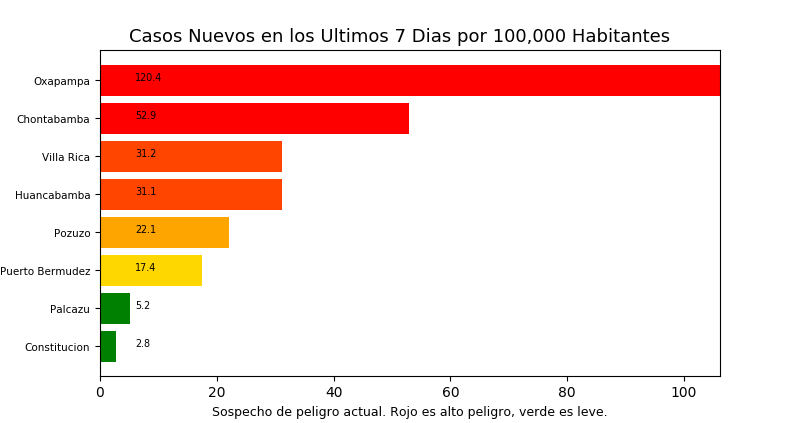 Casos Nuevos en los Ultimos 7 Dias por 100,000 Habitantes
Oxapampa 120.4
Chontabamba 52.9
Villa Rica 31.2
Huancabamba 31.1
Pozuzo 22.1
Puerto Bermudez 17.4
Palcazu 5.2
Constitucion 2.8
0 20 40 60 80 100
Sospecho de peligro actual. Rojo es alto peligro, verde es leve.